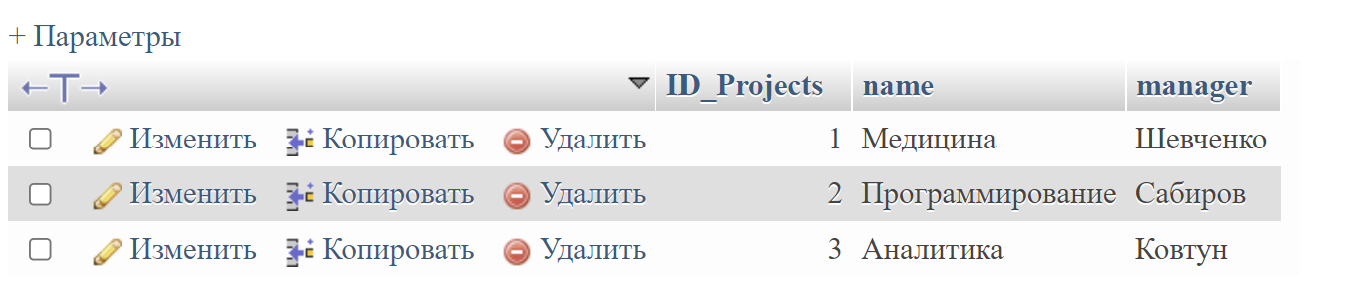 + Параметры
←T→ ID_Projects name manager
Изменить Копировать Удалить 1 Медицина Шевченко
Изменить Копировать Удалить 2 Программирование Сабиров
Изменить Копировать Удалить 3 Аналитика Ковтун